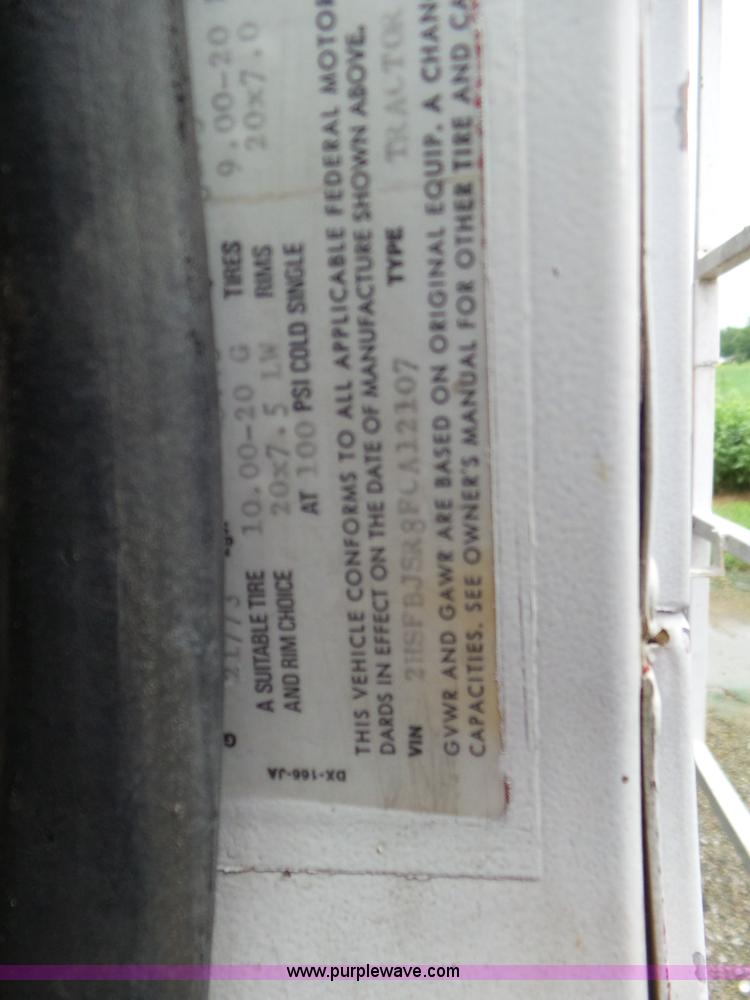 10.00-20 G TIRES 9.00-20
A SUITABLE TIRE
AND RIM CHOICE
20x7.5 LW RIMS 20x7.0
AT 100 PSI COLD SINGLE
THIS VEHICLE CONFORMS TO ALL APPLICABLE FEDERAL MOTOR
DARDS IN EFFECT ON THE DATE OF MANUFACTURE SHOWN ABOVE.
VIN 2HSFBJSR8FCA12107 TYPE TRACTOR
GVWR AND GAWR ARE BASED ON ORIGINAL EQUIP. A CHAN
CAPACITIES. SEE OWNER'S MANUAL FOR OTHER TIRE AND CA
DX-166-JA
www.purplewave.com